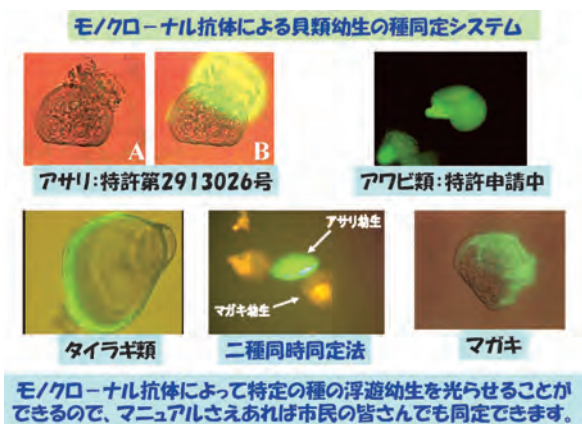 モノクローナル抗体による貝類幼生の種同定システム
A
B
アサリ:特許第2913026号
アワビ類:特許申請中
アサリ幼生
マガキ幼生
タイラギ類
二種同時同定法
マガキ
モノクローナル抗体によって特定の種の浮遊幼生を光らせることが
できるので、マニュアルさえあれば市民の皆さんでも同定できます。